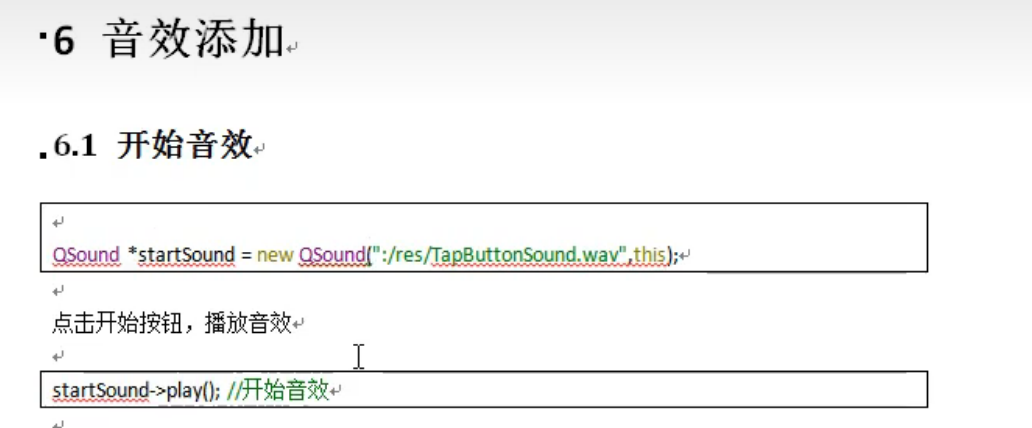 6 音效添加
6.1 开始音效
QSound *startSound = new QSound(":/res/TapButtonSound.wav",this);
点击开始按钮，播放音效
startSound->play(); //开始音效